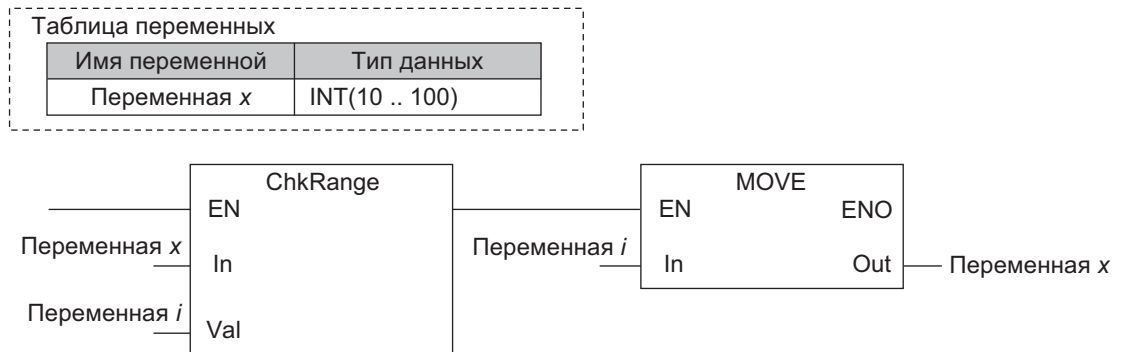 Таблица переменных
Имя переменной Тип данных
Переменная x INT(10 .. 100)
ChkRange MOVE
EN EN ENO
Переменная x In Переменная i In Out Переменная x
Переменная i Val